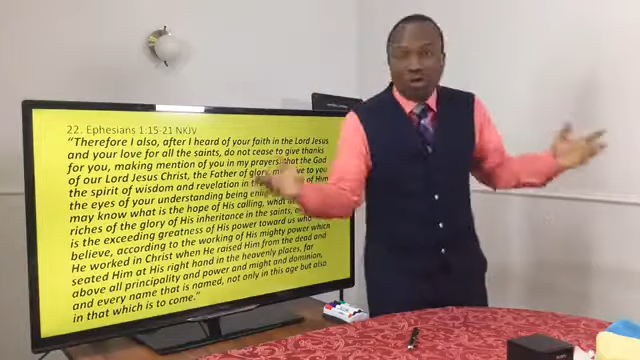 22. Ephesians 1:15-21 NKJV
"Therefore I also, after I heard of your faith in the Lord Jesus
and your love for all the saints, do not cease to give thanks
for you, making mention of you in my prayers: that the God
of our Lord Jesus Christ, the Father of glory, may give to you
the spirit of wisdom and revelation in the of Him
the eyes of your understanding being
may know what is the hope of His calling, what
riches of the glory of His inheritance in the saints,
is the exceeding greatness of His power toward us who
believe, according to the working of His mighty power which
He worked in Christ when He raised Him from the dead and
seated Him at His right hand in the heavenly places, far
above all principality and power and might and dominion,
and every name that is named, not only in this age but also
in that which is to come."